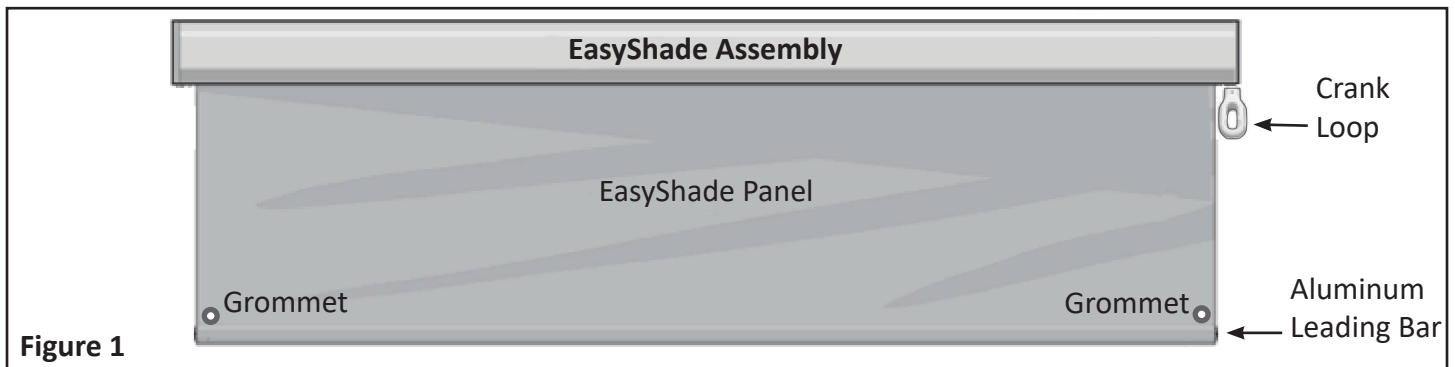 EasyShade Assembly
Crank
Loop
EasyShade Panel
Grommet
Grommet
Aluminum
Leading Bar
Figure 1